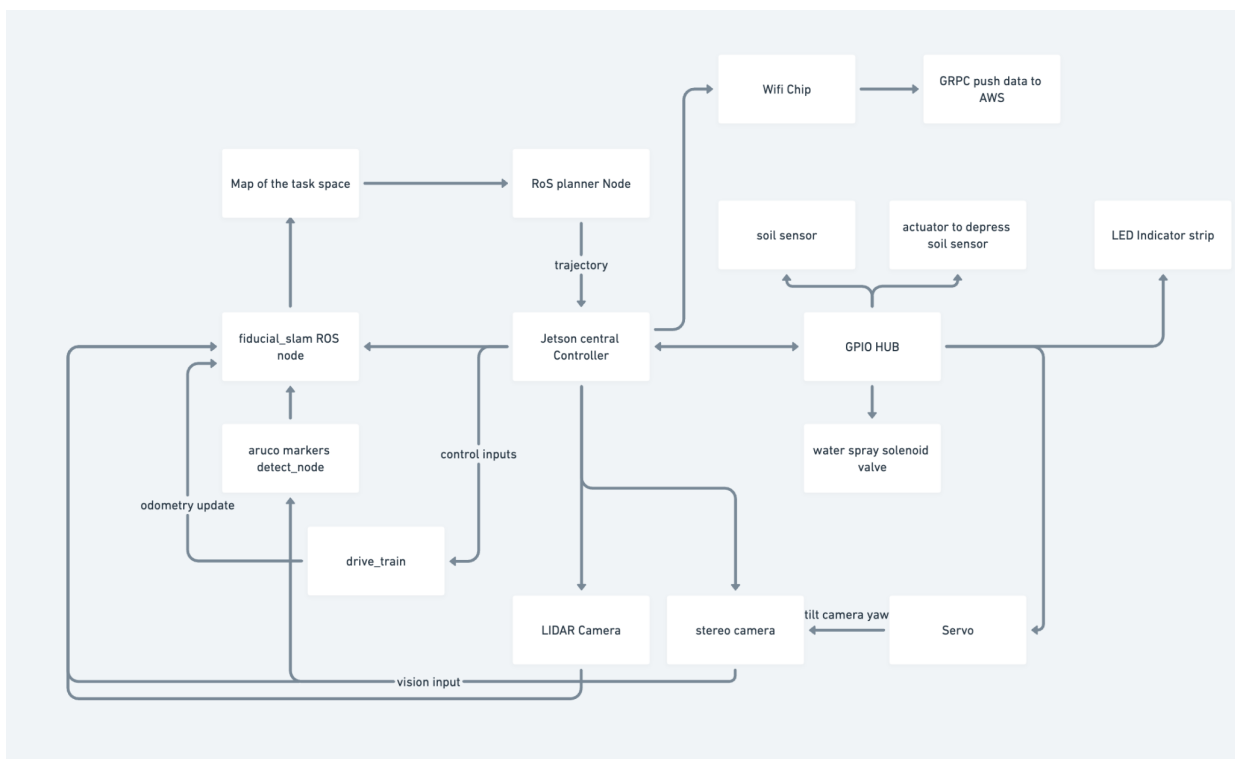 Wifi Chip
GRPC push data to
AWS
Map of the task space
RoS planner Node
soil sensor
actuator to depress
soil sensor
LED Indicator strip
trajectory
fiducial_slam ROS
node
Jetson central
Controller
GPIO HUB
aruco markers
detect_node
control inputs
water spray solenoid
valve
odometry update
drive_train
LIDAR Camera
stereo camera
tilt camera yaw
Servo
vision input